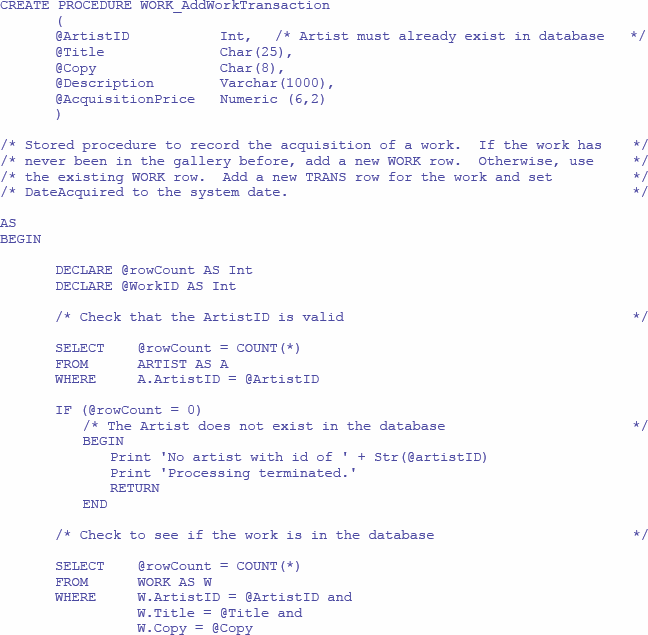 CREATE PROCEDURE WORK_AddWorkTransaction
(
@ArtistID Int, /* Artist must already exist in database */
@Title Char(25),
@Copy Char(8),
@Description Varchar(1000),
@AcquisitionPrice Numeric (6,2)
)
/* Stored procedure to record the acquisition of a work. If the work has */
/* never been in the gallery before, add a new WORK row. Otherwise, use */
/* the existing WORK row. Add a new TRANS row for the work and set */
/* DateAcquired to the system date. */
AS
BEGIN
DECLARE @rowCount AS Int
DECLARE @WorkID AS Int
/* Check that the ArtistID is valid */
SELECT @rowCount = COUNT(*)
FROM ARTIST AS A
WHERE A.ArtistID = @ArtistID
IF (@rowCount = 0)
/* The Artist does not exist in the database */
BEGIN
Print 'No artist with id of ' + Str(@artistID)
Print 'Processing terminated.'
RETURN
END
/* Check to see if the work is in the database */
SELECT @rowCount = COUNT(*)
FROM WORK AS W
WHERE W.ArtistID = @ArtistID and
W.Title = @Title and
W.Copy = @Copy